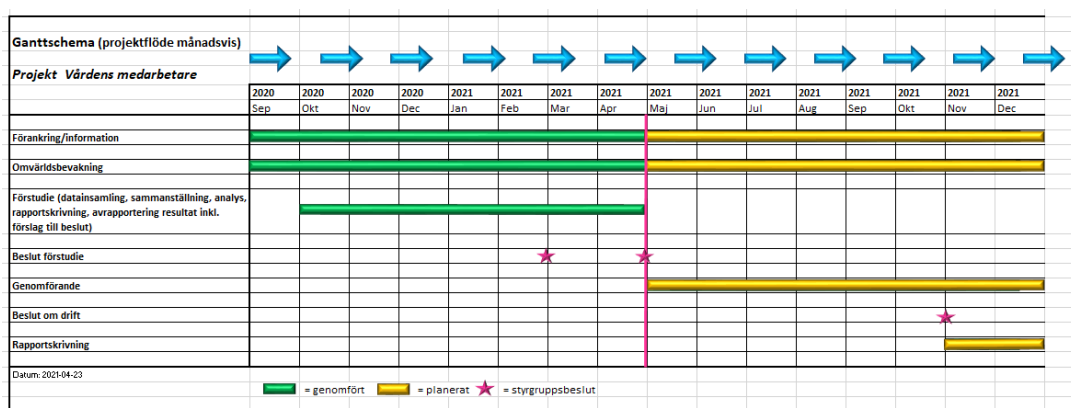 Ganttschema (projektflöde månadsvis)
Projekt Vårdens medarbetare
2020 2020 2020 2020 2021 2021 2021 2021 2021 2021 2021 2021 2021 2021 2021 2021
Sep Okt Nov Dec Jan Feb Mar Apr Maj Jun Jul Aug Sep Okt Nov Dec
Förankring/information
Omvärldsbevakning
Förstudie (datainsamling, sammanställning, analys,
rapportskrivning, avrapportering resultat inkl.
förslag till beslut)
Beslut förstudie
Genomförande
Beslut om drift
Rapportskrivning
Datum: 2021-04-23
= genomfört = planerat = styrgruppsbeslut